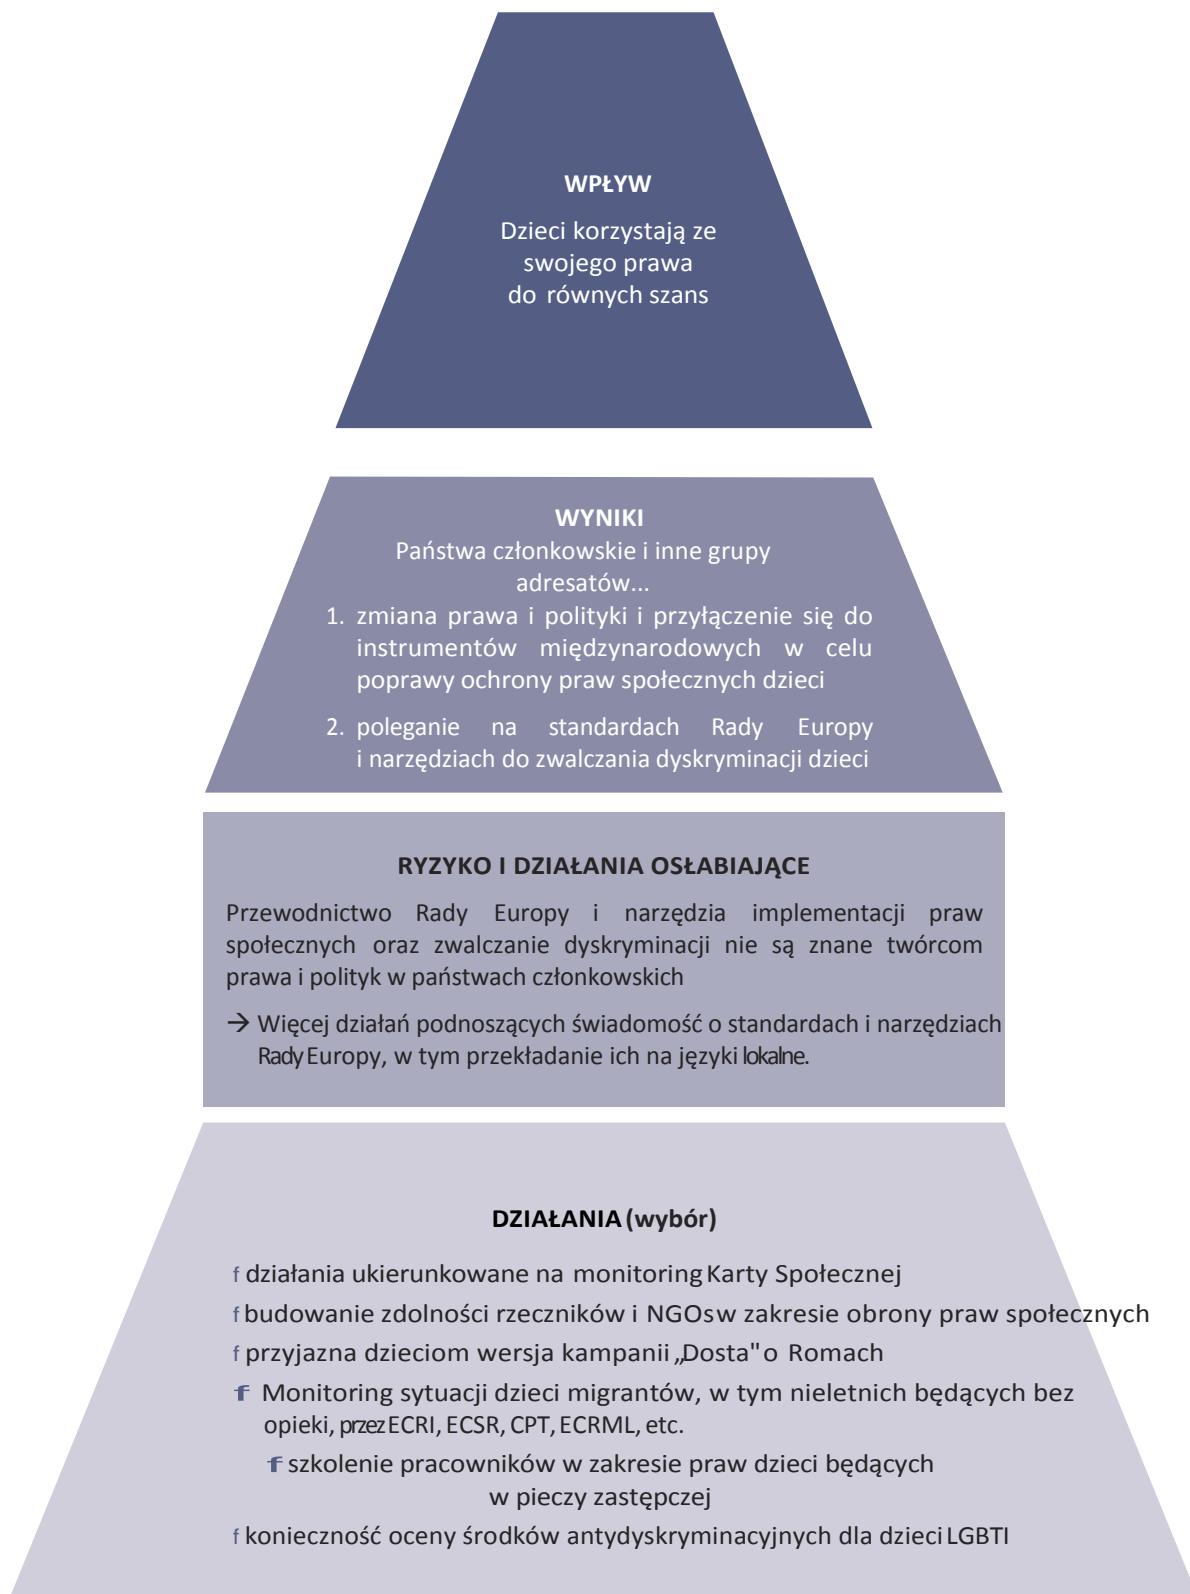 WPŁYW
Dzieci korzystają ze
swojego prawa
do równych szans
WYNIKI
Państwa członkowskie i inne grupy
adresatów...
1. zmiana prawa i polityki i przyłączenie się do
instrumentów międzynarodowych w celu
poprawy ochrony praw społecznych dzieci
2. poleganie na standardach Rady Europy
i narzędziach do zwalczania dyskryminacji dzieci
RYZYKO I DZIAŁANIA OSŁABIAJĄCE
Przewodnictwo Rady Europy i narzędzia implementacji praw
społecznych oraz zwalczanie dyskryminacji nie są znane twórcom
prawa i polityk w państwach członkowskich
→ Więcej działań podnoszących świadomość o standardach i narzędziach
Rady Europy, w tym przekładanie ich na języki lokalne.
DZIAŁANIA (wybór)
f działania ukierunkowane na monitoring Karty Społecznej
f budowanie zdolności rzeczników i NGOs w zakresie obrony praw społecznych
f przyjazna dzieciom wersja kampanii „Dosta" o Romach
f Monitoring sytuacji dzieci migrantów, w tym nieletnich będących bez
opieki, przez ECRI, ECSR, CPT, ECRML, etc.
f szkolenie pracowników w zakresie praw dzieci będących
w pieczy zastępczej
f konieczność oceny środków antydyskryminacyjnych dla dzieci LGBTI